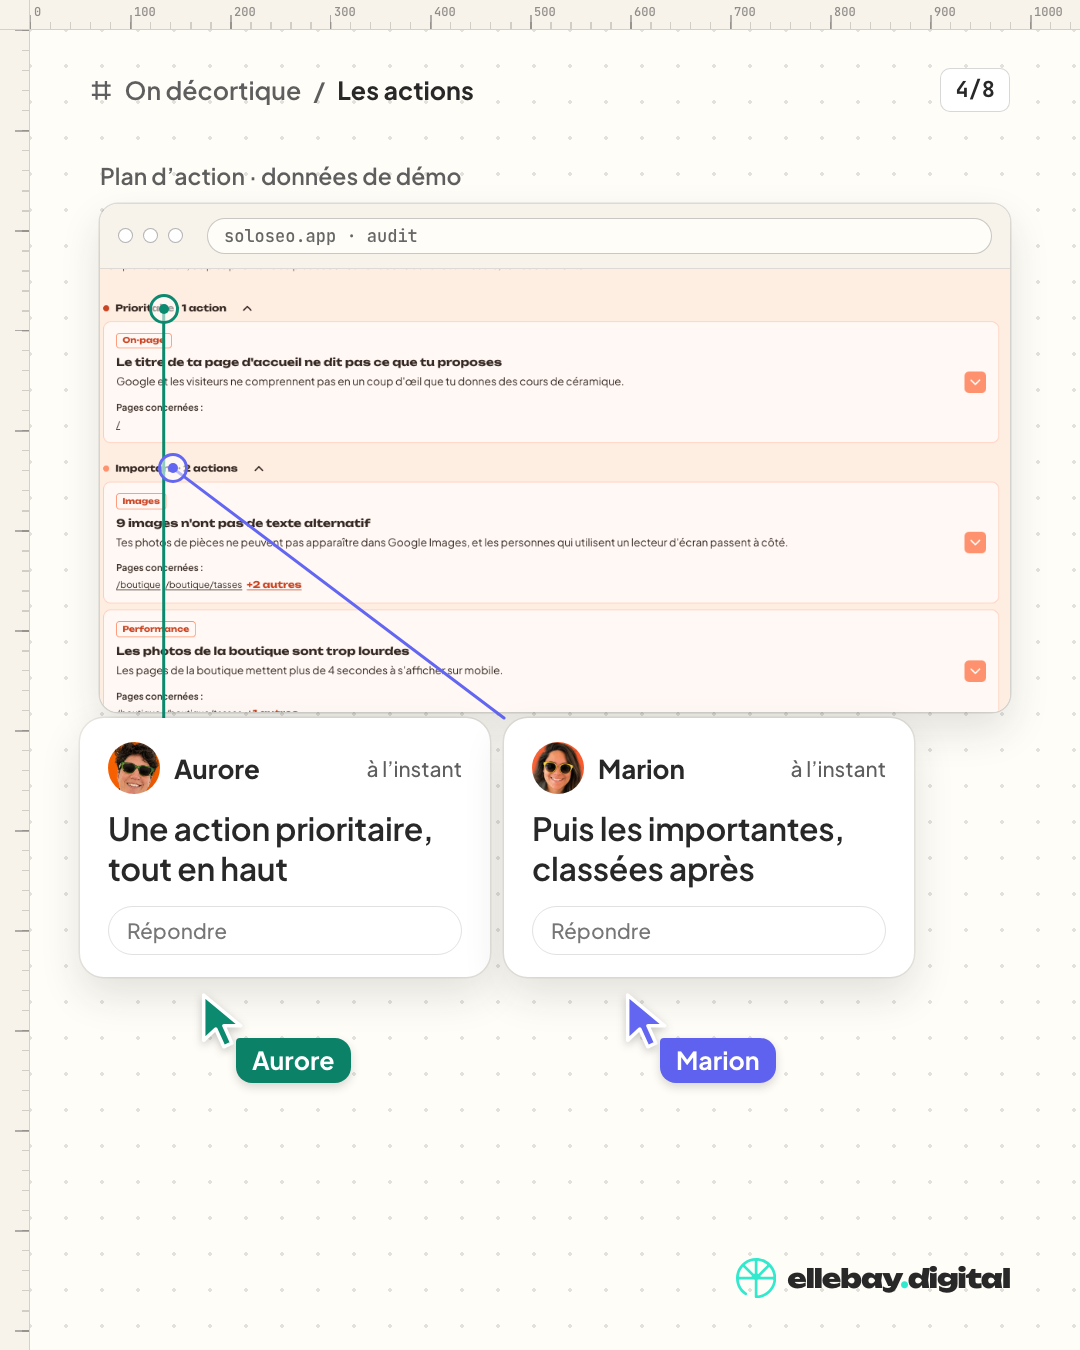 0 100 200 300 400 500 600 700 800 900 1000
# On décortique / Les actions
4/8
Plan d’action · données de démo
soloseo.app · audit
1 action
On-page
Le titre de ta page d'accueil ne dit pas ce que tu proposes
Google et les visiteurs ne comprennent pas en un coup d'œil que tu donnes des cours de céramique.
Pages concernées :
/
2 actions
Images
9 images n'ont pas de texte alternatif
Tes photos de pièces ne peuvent pas apparaître dans Google Images, et les personnes qui utilisent un lecteur d'écran passent à côté.
Pages concernées :
/boutique /boutique/tasses +2 autres
Performance
Les photos de la boutique sont trop lourdes
Les pages de la boutique mettent plus de 4 secondes à s'afficher sur mobile.
Pages concernées :
Aurore
à l’instant
Une action prioritaire,
tout en haut
Répondre
Marion
à l’instant
Puis les importantes,
classées après
Répondre
Aurore
Marion
ellebay.digital